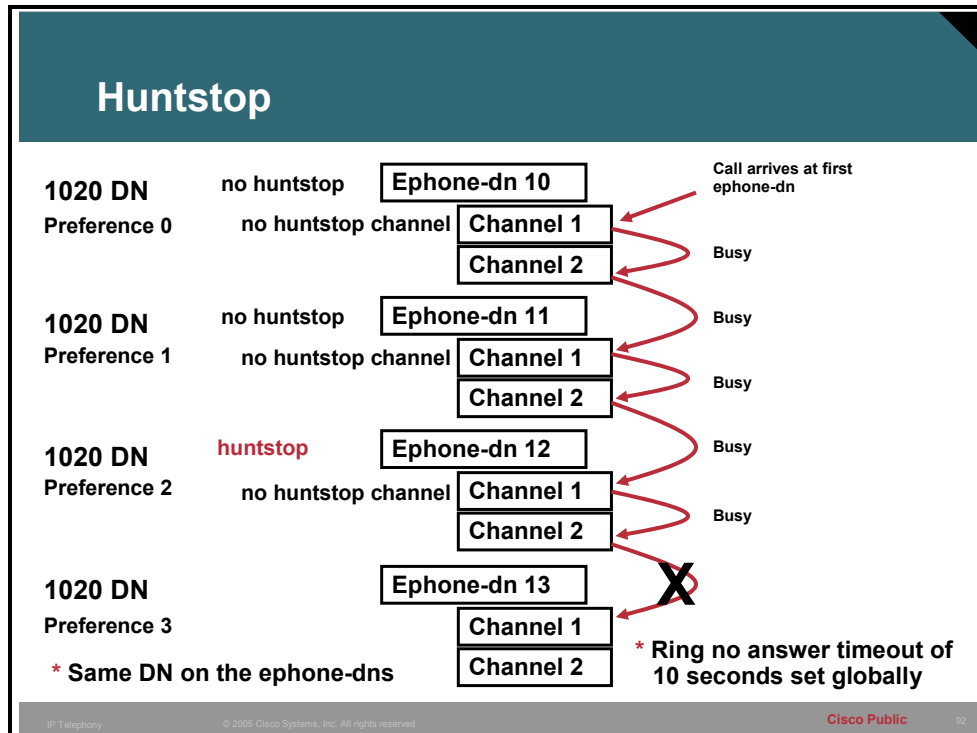 Huntstop
1020 DN
Preference 0
no huntstop
Ephone-dn 10
no huntstop channel
Channel 1
Channel 2
Call arrives at first
ephone-dn
Busy
1020 DN
Preference 1
no huntstop
Ephone-dn 11
no huntstop channel
Channel 1
Channel 2
Busy
Busy
1020 DN
Preference 2
huntstop
Ephone-dn 12
no huntstop channel
Channel 1
Channel 2
Busy
Busy
X
1020 DN
Preference 3
Ephone-dn 13
Channel 1
Channel 2
* Same DN on the ephone-dns
* Ring no answer timeout of
10 seconds set globally
IP Telephony
© 2005 Cisco Systems, Inc. All rights reserved.
Cisco Public
92